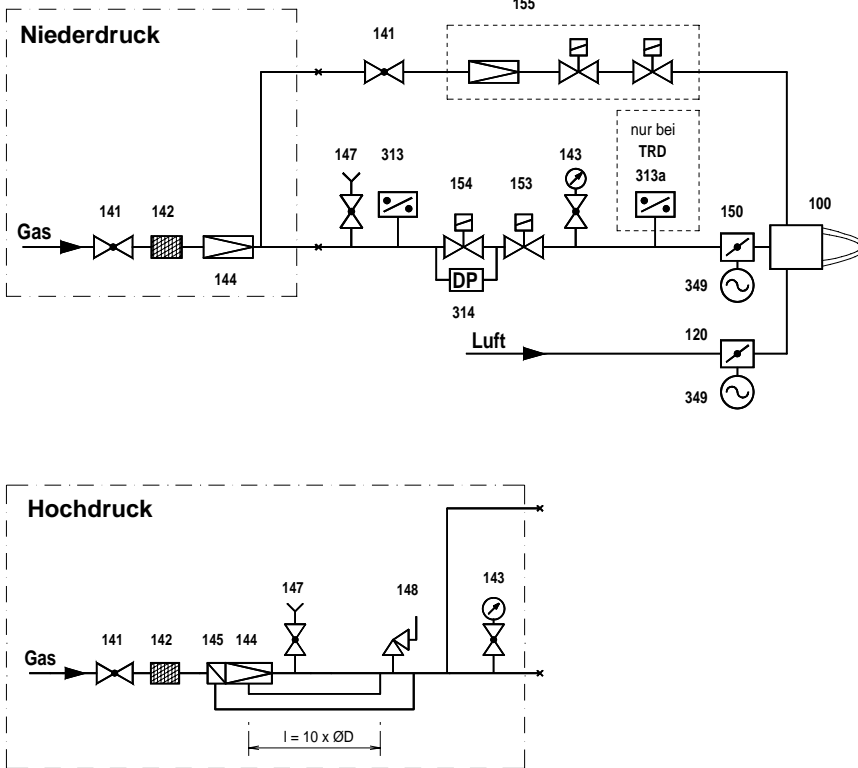 155
Niederdruck
141
nur bei
TRD
147
313
154
153
143
313a
141
142
150
100
Gas
144
DP
349
314
Luft
120
349
Hochdruck
147
148
143
141
142
145
144
Gas
l = 10 x ØD